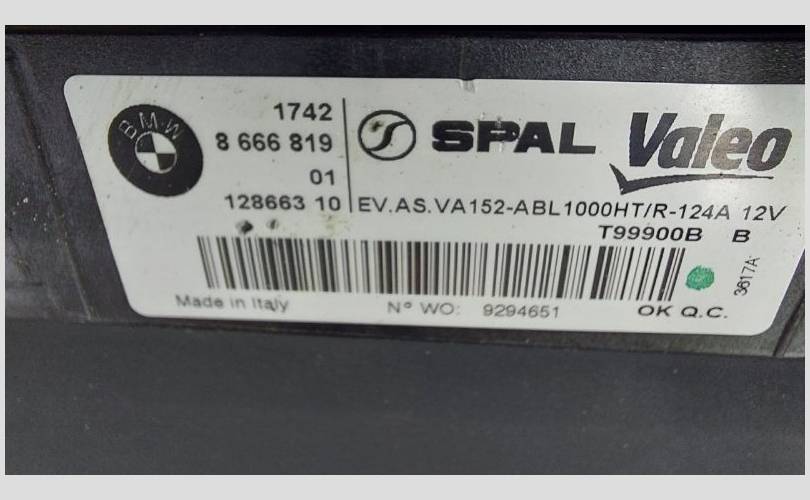 BMW
1742
8 666 819
01
128663 10
SPAL Valeo
EV.AS.VA152-ABL1000HT/R-124A 12V
T99900B B
3617A
Made in Italy Nº WO: 9294651 OK Q.C.